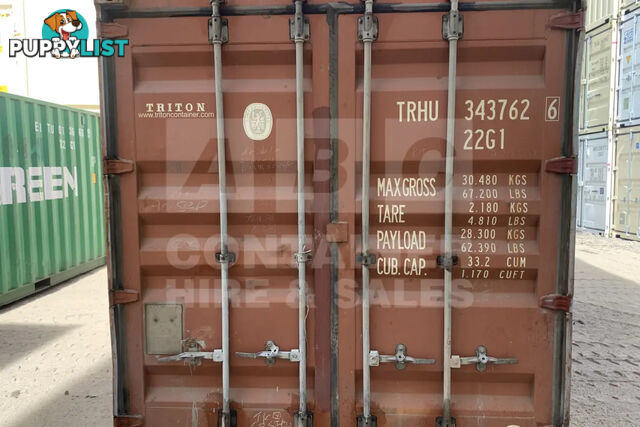 PUPPYLIST
TRITON
www.tritoncontainer.com
TRHU 343762 6
22G1
MAX.GROSS 30.480 KGS
67.200 LBS
TARE 2.180 KGS
4.810 LBS
PAYLOAD 28.300 KGS
62.390 LBS
CUB. CAP. 33.2 CUM
1.170 CUFT
ABC
CONTAINER
HIRE & SALES
22G1
REEN